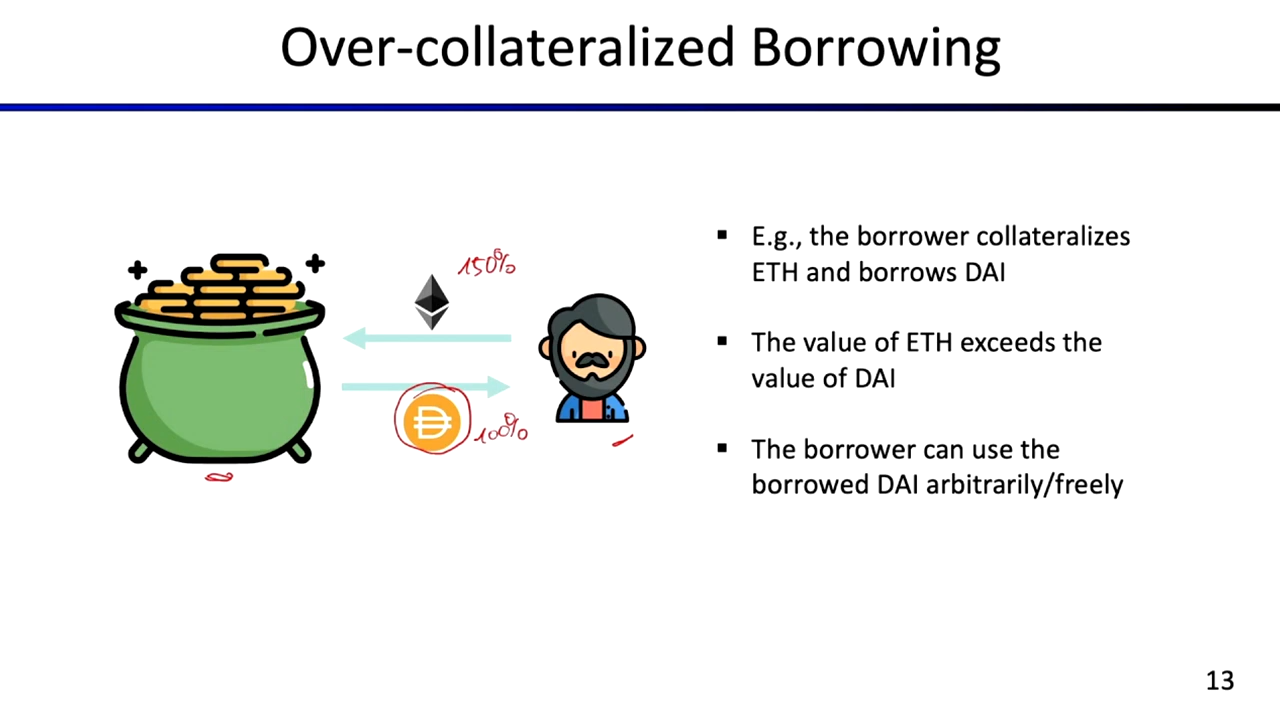 Over-collateralized Borrowing
150%
100%
▪ E.g., the borrower collateralizes
ETH and borrows DAI
▪ The value of ETH exceeds the
value of DAI
▪ The borrower can use the
borrowed DAI arbitrarily/freely
13